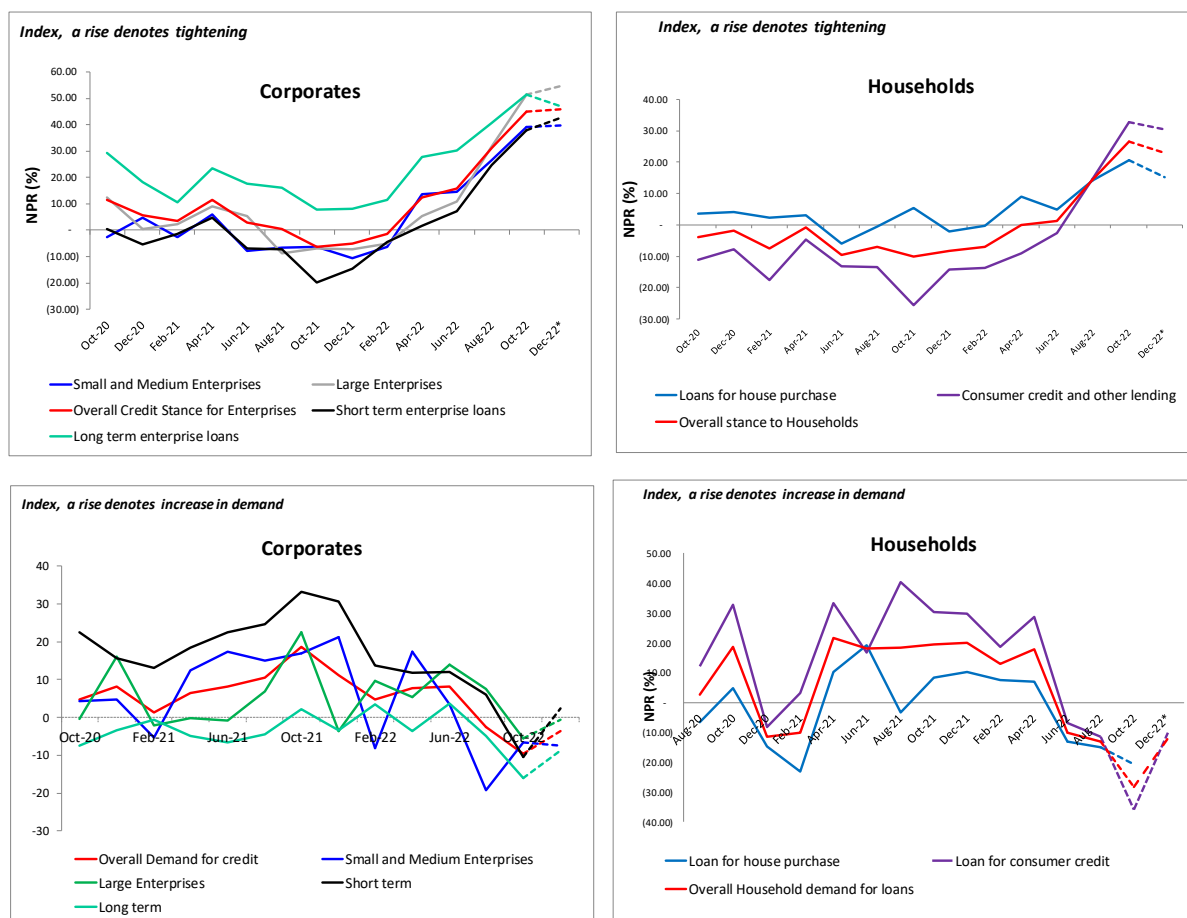 Index, a rise denotes tightening
Corporates
NPR (%)
60.00
50.00
40.00
30.00
20.00
10.00
-
(10.00)
(20.00)
(30.00)
Oct-20
Dec-20
Feb-21
Apr-21
Jun-21
Aug-21
Oct-21
Dec-21
Feb-22
Apr-22
Jun-22
Aug-22
Oct-22
Dec-22*
Small and Medium Enterprises
Large Enterprises
Overall Credit Stance for Enterprises
Short term enterprise loans
Long term enterprise loans
Index, a rise denotes tightening
Households
NPR (%)
40.00
30.00
20.00
10.00
-
(10.00)
(20.00)
(30.00)
Oct-20
Dec-20
Feb-21
Apr-21
Jun-21
Aug-21
Oct-21
Dec-21
Feb-22
Apr-22
Jun-22
Aug-22
Oct-22
Dec-22*
Loans for house purchase
Consumer credit and other lending
Overall stance to Households
Index, a rise denotes increase in demand
Corporates
40
30
20
10
0
-10
-20
-30
Oct-20
Feb-21
Jun-21
Oct-21
Feb-22
Jun-22
Oct-22
Overall Demand for credit
Small and Medium Enterprises
Large Enterprises
Short term
Long term
Index, a rise denotes increase in demand
Households
NPR (%)
50.00
40.00
30.00
20.00
10.00
-
(10.00)
(20.00)
(30.00)
(40.00)
Aug-20
Oct-20
Dec-20
Feb-21
Apr-21
Jun-21
Aug-21
Oct-21
Dec-21
Feb-22
Apr-22
Jun-22
Aug-22
Oct-22
Dec-22*
Loan for house purchase
Loan for consumer credit
Overall Household demand for loans